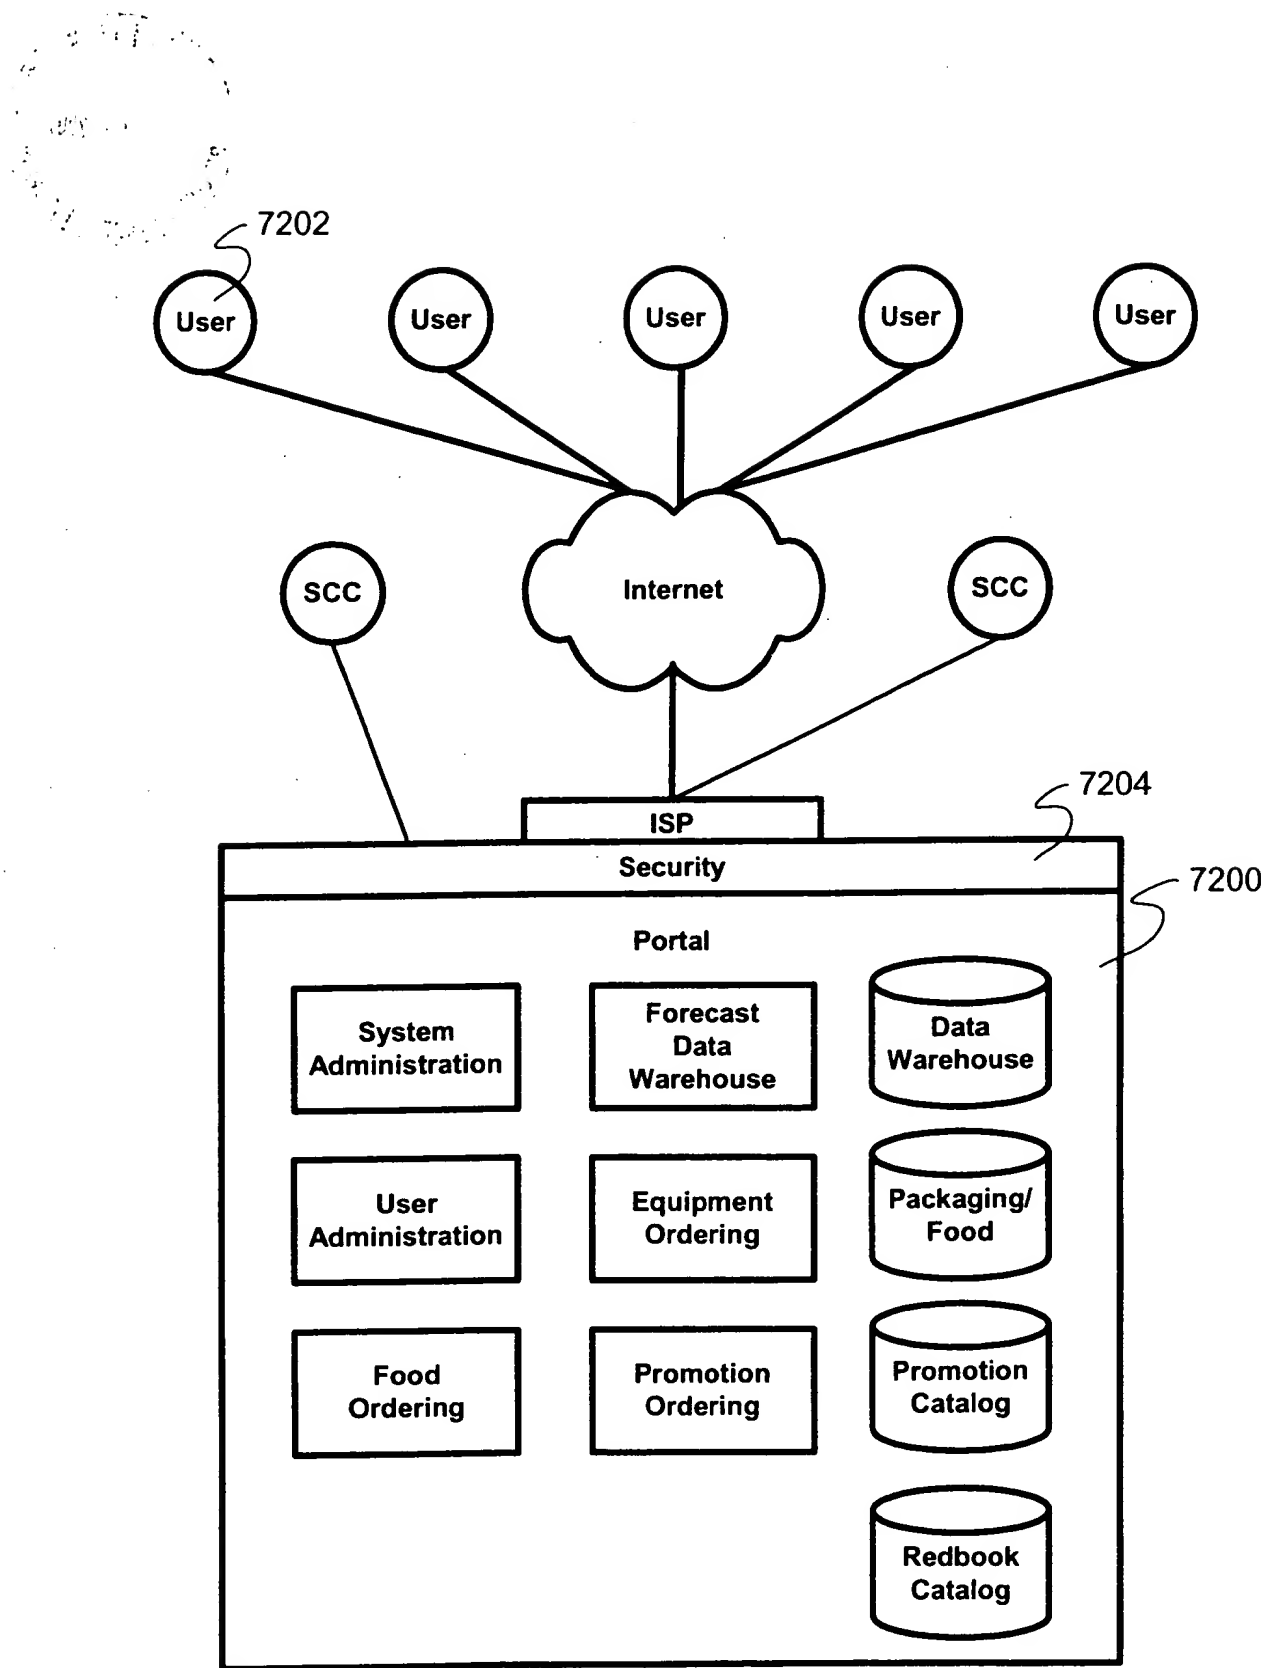 7202
User
User
User
User
User
SCC
Internet
SCC
7204
ISP
Security
7200
Portal
System
Administration
Forecast
Data
Warehouse
Data
Warehouse
User
Administration
Equipment
Ordering
Packaging/
Food
Food
Ordering
Promotion
Ordering
Promotion
Catalog
Redbook
Catalog